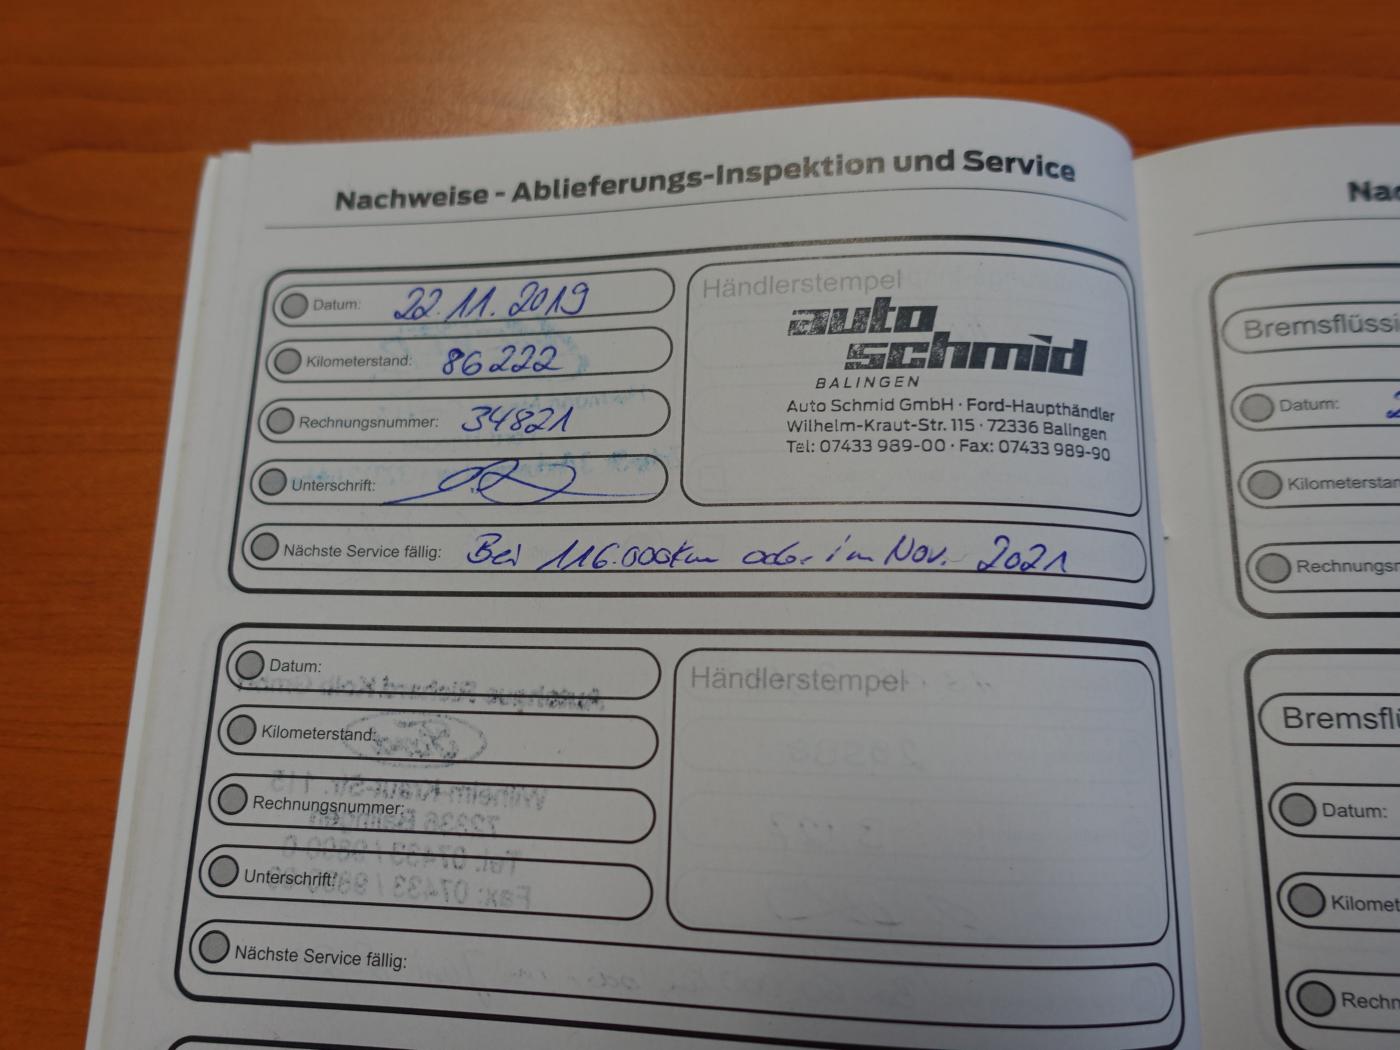 Nachweise - Ablieferungs-Inspektion und Service
Datum: 22.11.2019
Kilometerstand: 86222
Rechnungsnummer: 34821
Unterschrift:
Nächste Service fällig: Bei 116.000km oder im Nov. 2021
Händlerstempel
auto
schmid
BALINGEN
Auto Schmid GmbH · Ford-Haupthändler
Wilhelm-Kraut-Str. 115 · 72336 Balingen
Tel: 07433 989-00 · Fax: 07433 989-90
Datum:
Kilometerstand:
Rechnungsnummer:
Unterschrift:
Nächste Service fällig:
Händlerstempel
Nac
Bremsflüssi
Datum:
Kilometerstan
Rechnungsn
Bremsflü
Datum:
Kilomet
Rechn